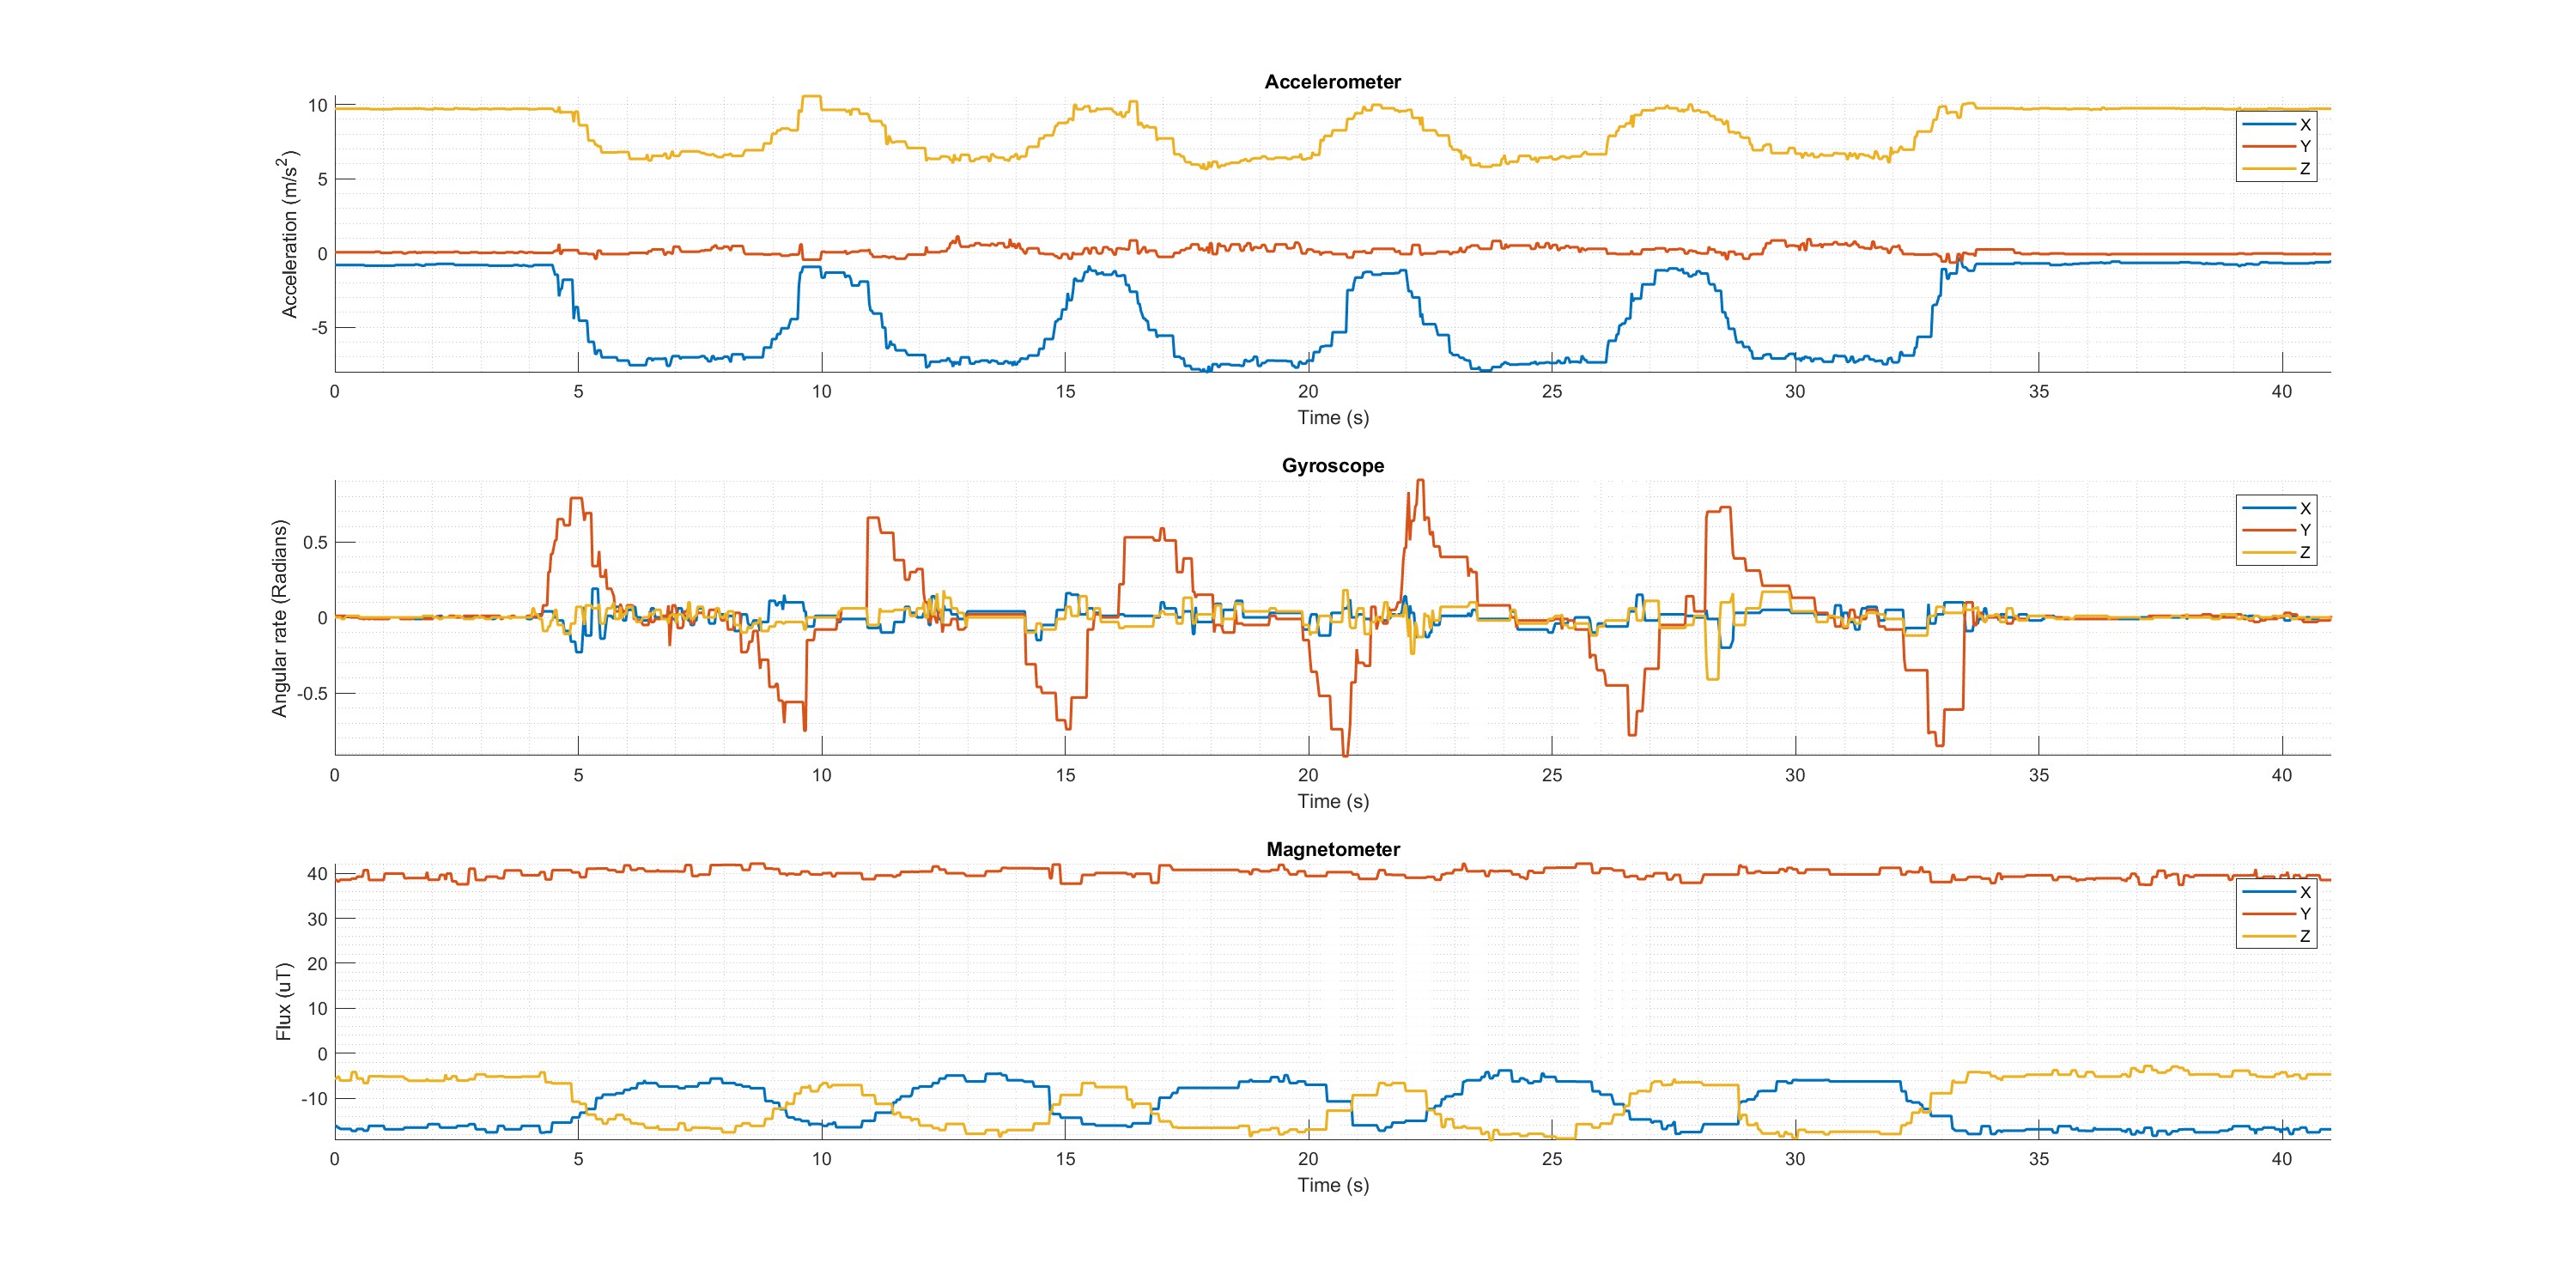 Accelerometer
Acceleration (m/s²)
10
5
0
-5
X
Y
Z
0 5 10 15 20 25 30 35 40
Time (s)
Gyroscope
Angular rate (Radians)
0.5
0
-0.5
X
Y
Z
0 5 10 15 20 25 30 35 40
Time (s)
Magnetometer
Flux (uT)
40
30
20
10
0
-10
X
Y
Z
0 5 10 15 20 25 30 35 40
Time (s)